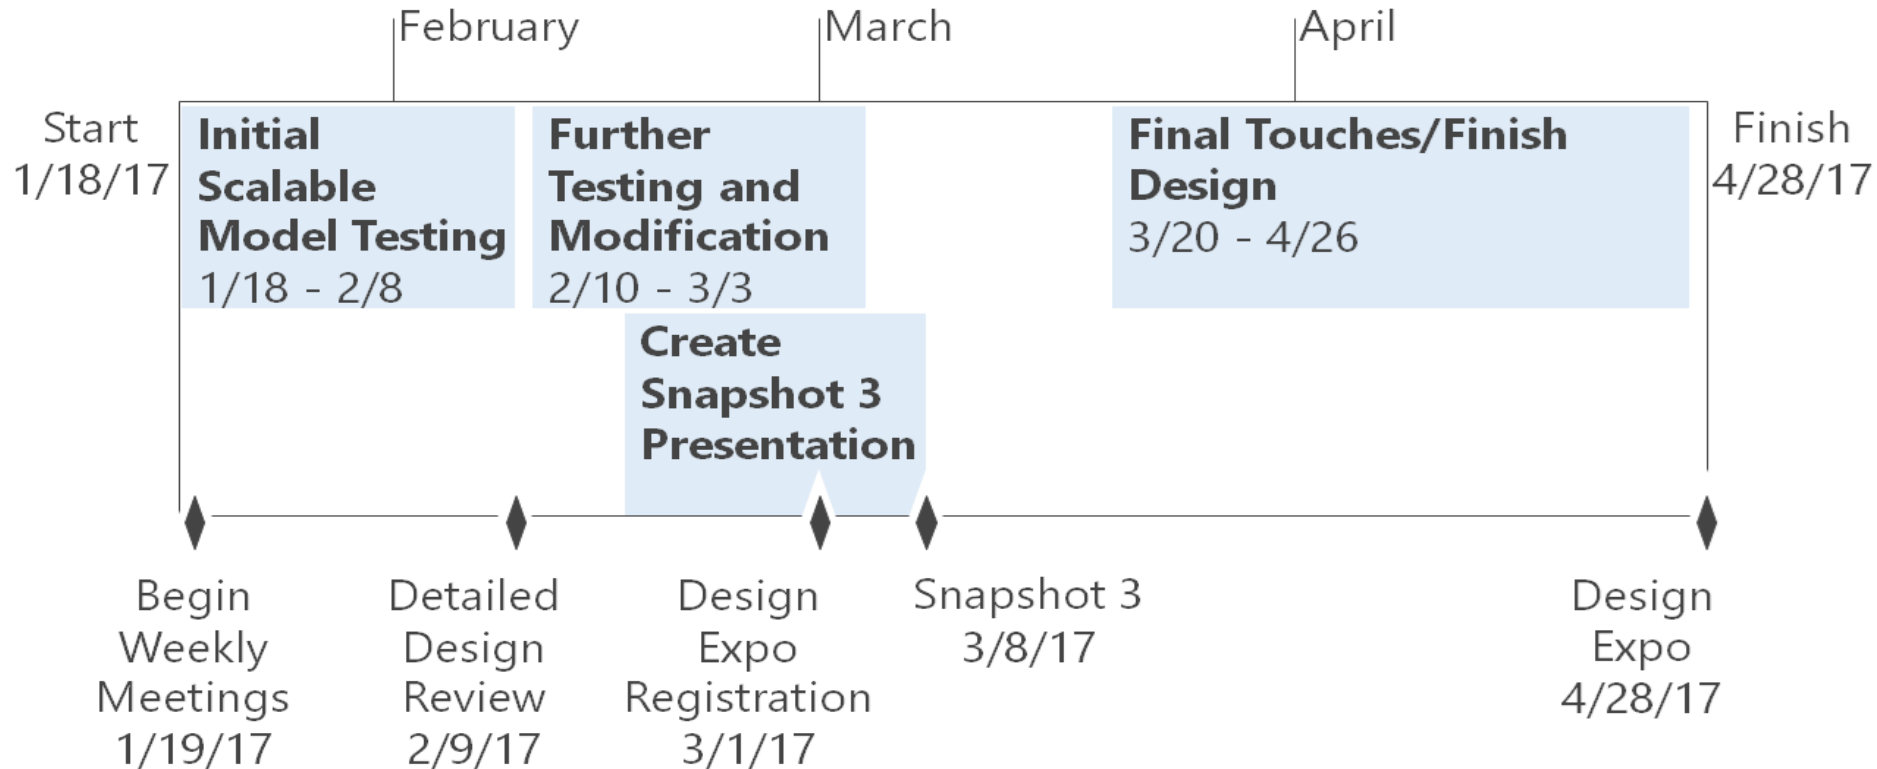 February
March
April
Start
1/18/17
Initial
Scalable
Model Testing
1/18 - 2/8
Further
Testing and
Modification
2/10 - 3/3
Final Touches/Finish
Design
3/20 - 4/26
Finish
4/28/17
Create
Snapshot 3
Presentation
Begin
Weekly
Meetings
1/19/17
Detailed
Design
Review
2/9/17
Design
Expo
Registration
3/1/17
Snapshot 3
3/8/17
Design
Expo
4/28/17